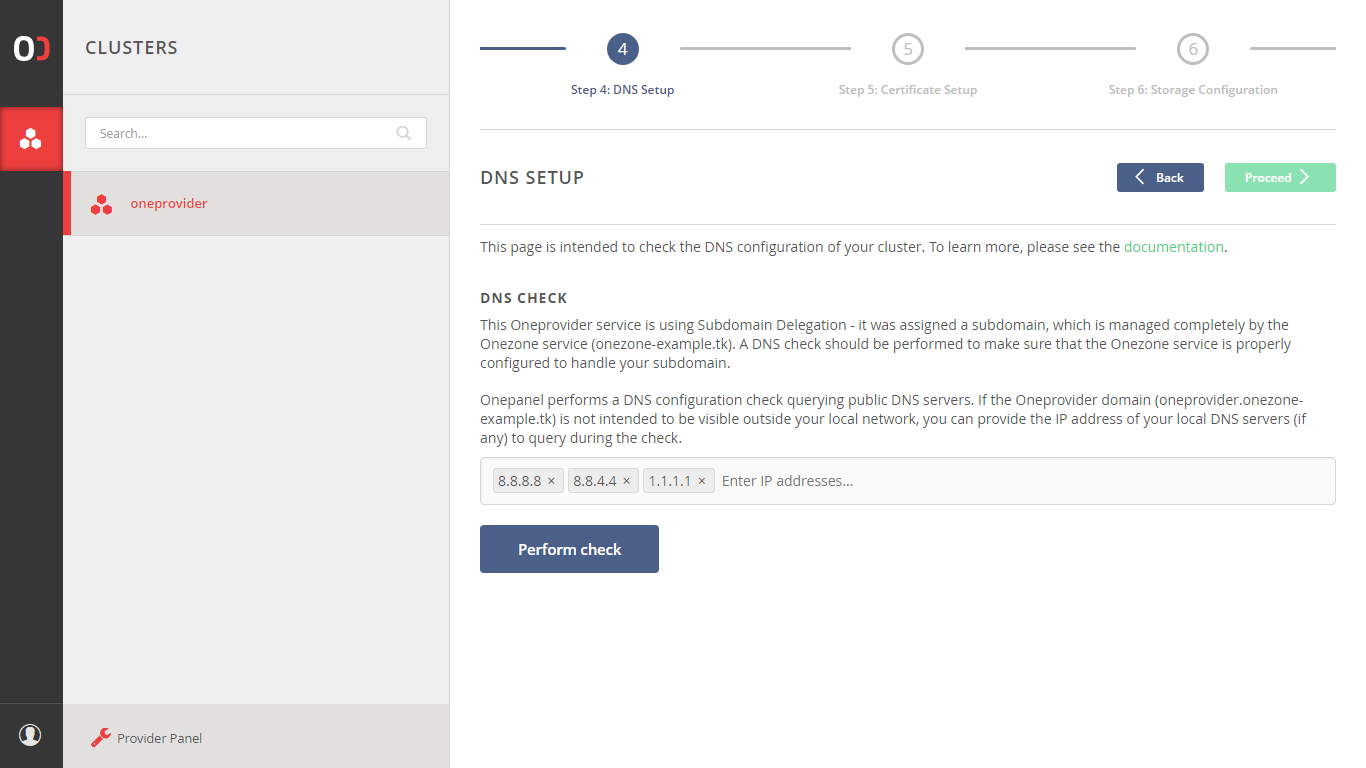 CLUSTERS
Search...
oneprovider
Provider Panel
4
5
6
Step 4: DNS Setup
Step 5: Certificate Setup
Step 6: Storage Configuration
DNS SETUP
Back
Proceed
This page is intended to check the DNS configuration of your cluster. To learn more, please see the documentation.
DNS CHECK
This Oneprovider service is using Subdomain Delegation - it was assigned a subdomain, which is managed completely by the
Onezone service (onezone-example.tk). A DNS check should be performed to make sure that the Onezone service is properly
configured to handle your subdomain.
Onepanel performs a DNS configuration check querying public DNS servers. If the Oneprovider domain (oneprovider.onezone-
example.tk) is not intended to be visible outside your local network, you can provide the IP address of your local DNS servers (if
any) to query during the check.
8.8.8.8 × 8.8.4.4 × 1.1.1.1 × Enter IP addresses...
Perform check